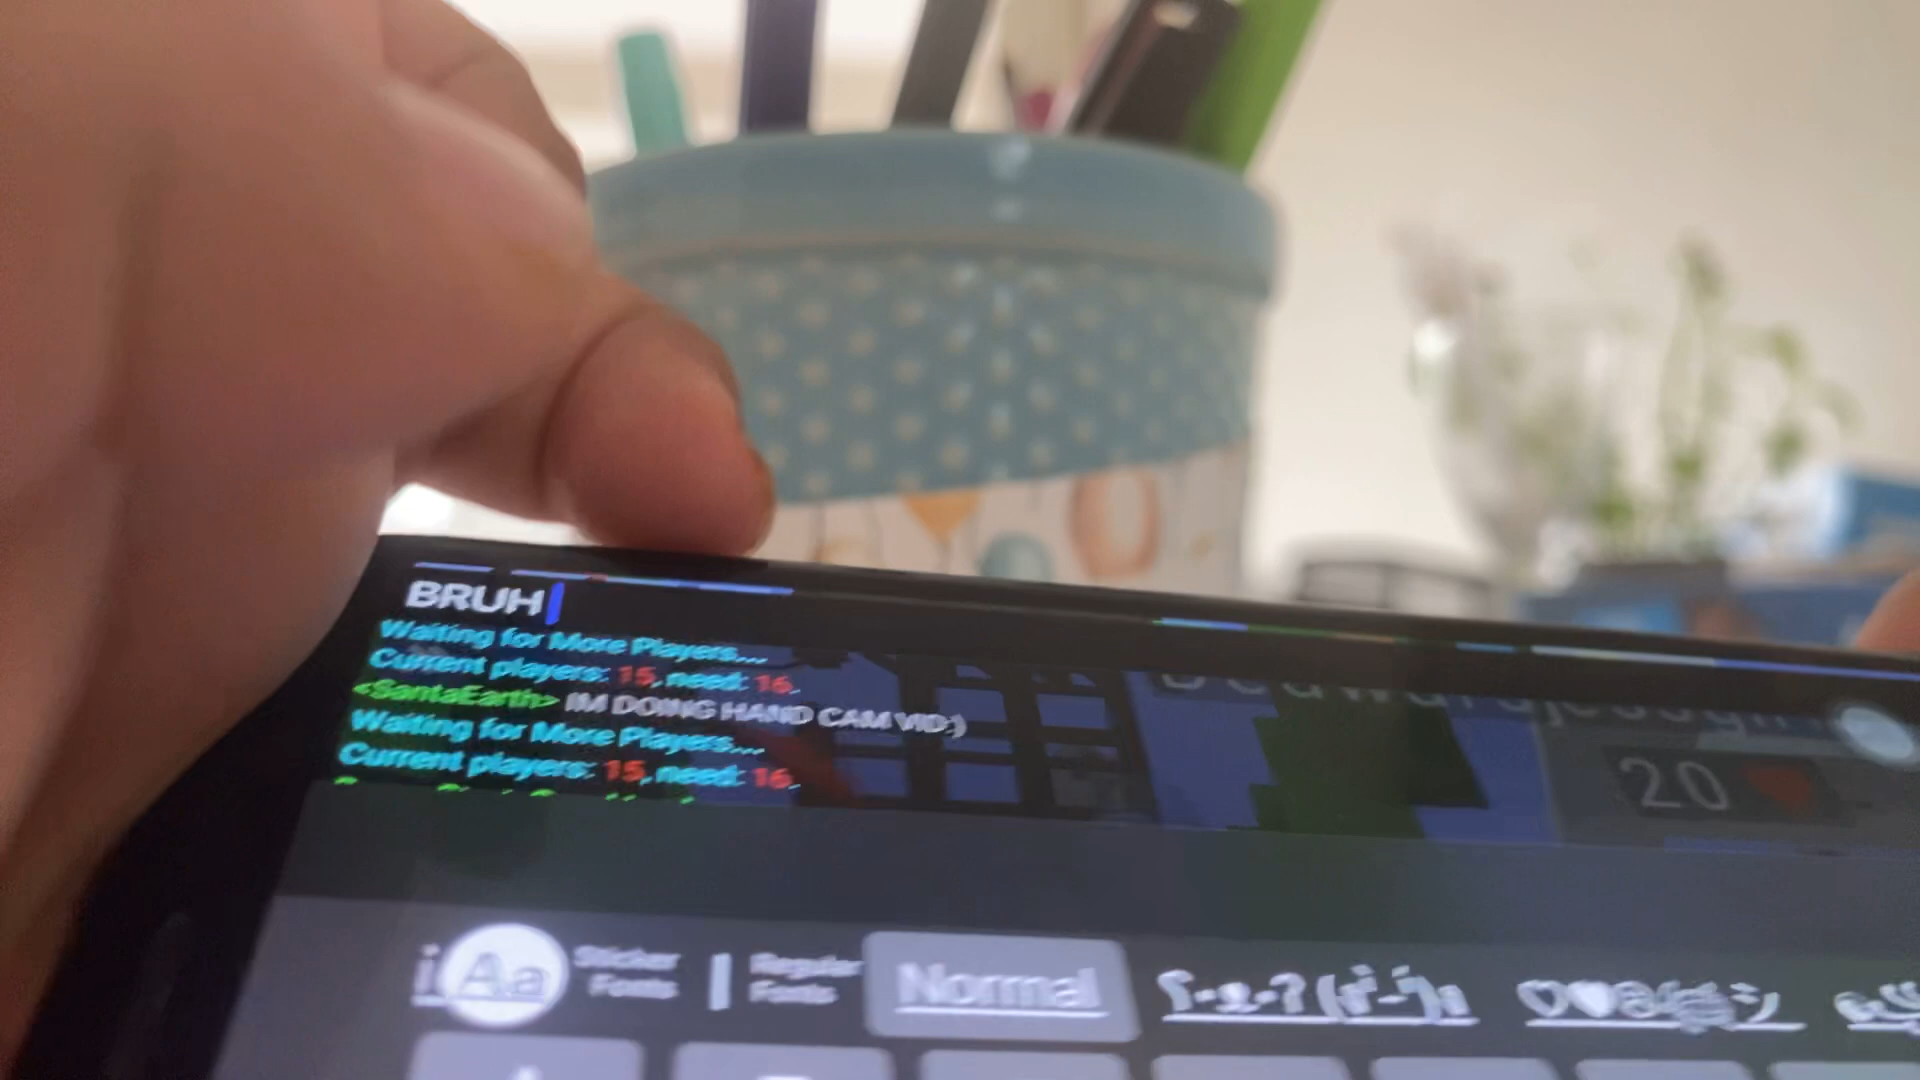 BRUH
Waiting for More Players...
Current players: 15, need: 16.
<SantaEarth> IM DOING HAND CAM VID:)
Waiting for More Players...
Current players: 15, need: 16.
20
Aa
Sticker Fonts
Regular Fonts
Normal